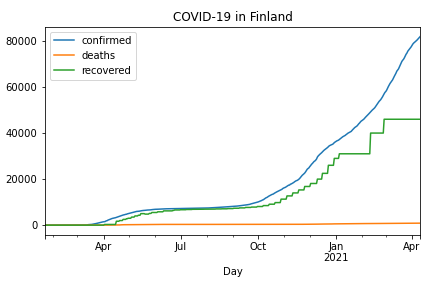 COVID-19 in Finland
confirmed
deaths
recovered
80000
60000
40000
20000
0
Apr Jul Oct Jan Apr
2021
Day